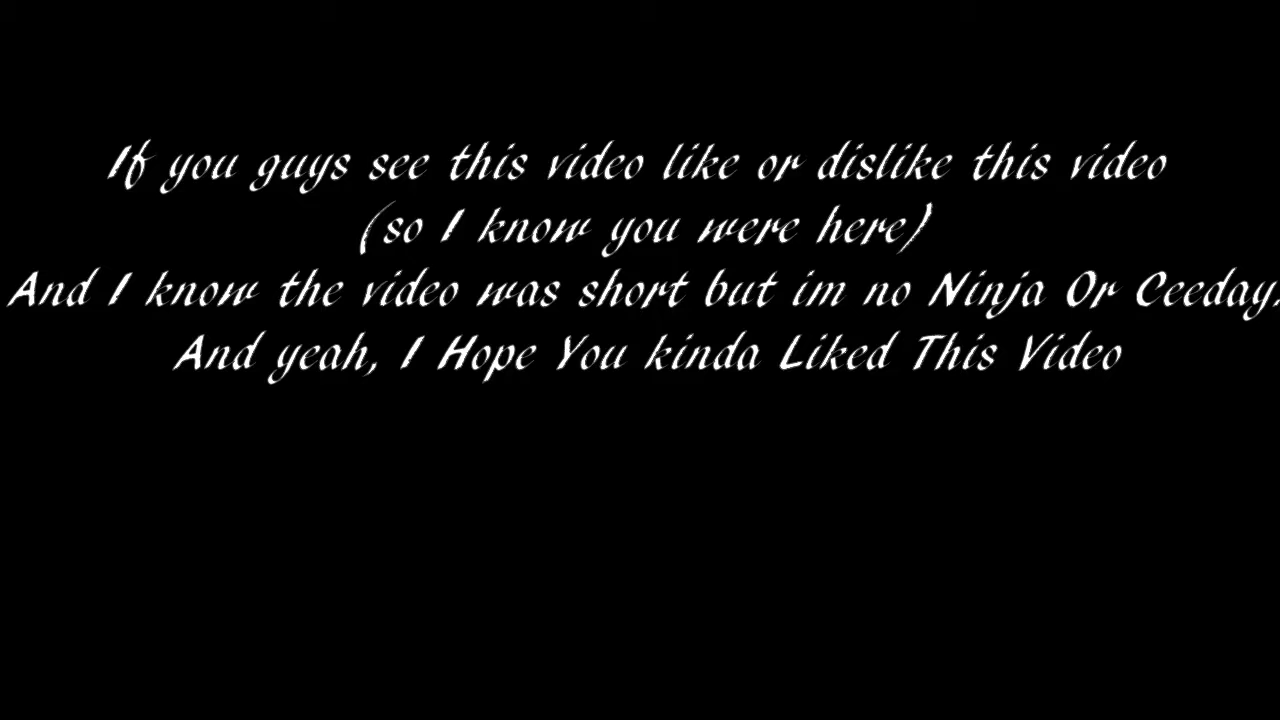 If you guys see this video like or dislike this video
(so I know you were here)
And I know the video was short but im no Ninja Or Ceeday,
And yeah, I Hope You kinda Liked This Video